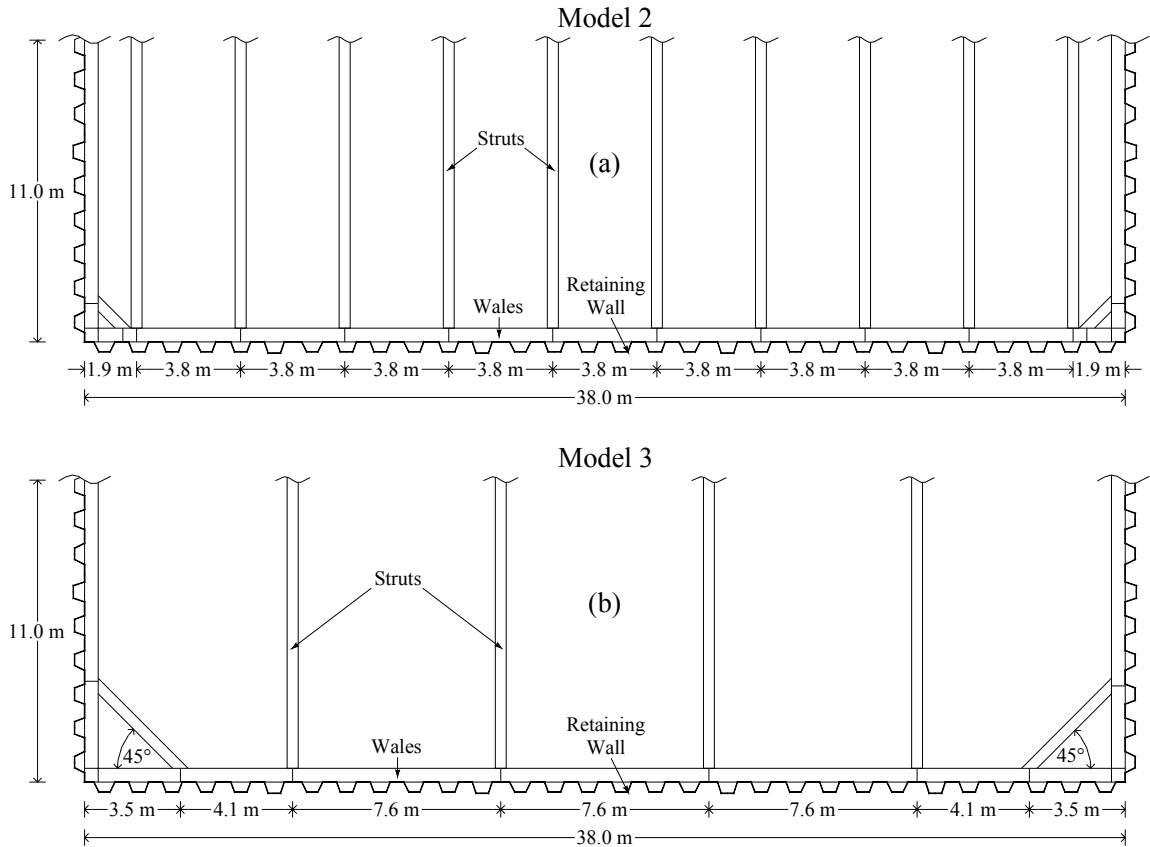 Model 2
Struts
(a)
11.0 m
Retaining
Wall
Wales
1.9 m 3.8 m 3.8 m 3.8 m 3.8 m 3.8 m 3.8 m 3.8 m 3.8 m 3.8 m 1.9 m
38.0 m
Model 3
Struts
(b)
11.0 m
Retaining
Wall
Wales
45°
45°
3.5 m 4.1 m 7.6 m 7.6 m 7.6 m 4.1 m 3.5 m
38.0 m